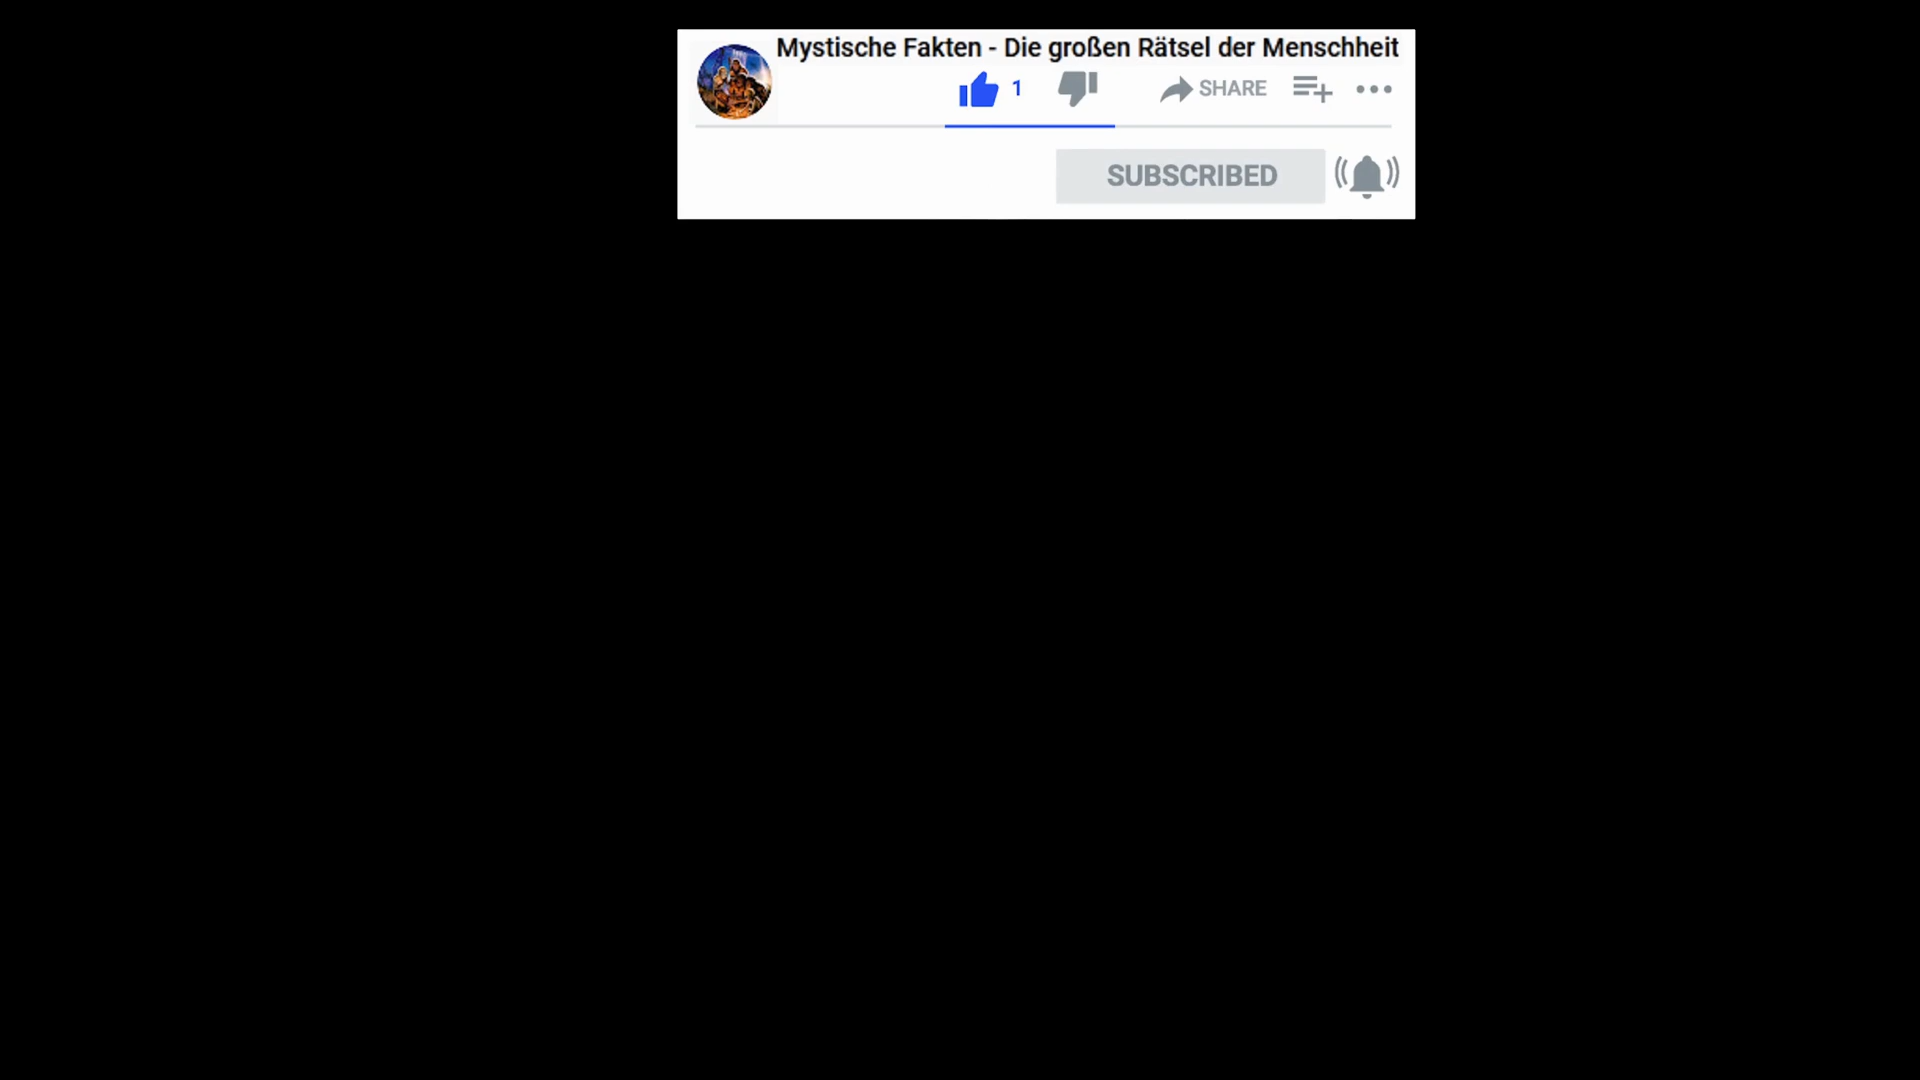 Mystische Fakten - Die großen Rätsel der Menschheit
1 SHARE
SUBSCRIBED